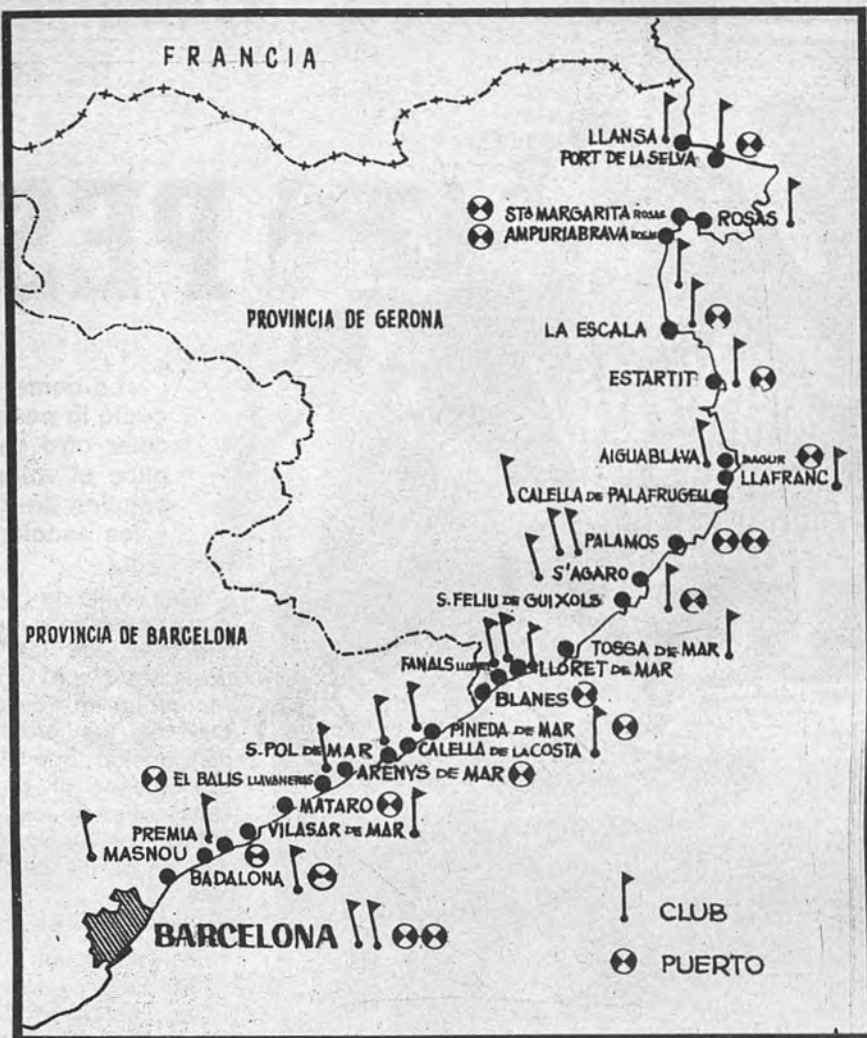 FRANCIA
LLANSA
PORT DE LA SELVA
STA MARGARITA ROSAS
ROSAS
AMPURIABRAVA ROSAS
PROVINCIA DE GERONA
LA ESCALA
ESTARTIT
AIGUABLAVA BAGUR
LLAFRANC
CALELLA DE PALAFRUGELL
PALAMOS
S'AGARO
S. FELIU DE GUIXOLS
PROVINCIA DE BARCELONA
TOSSA DE MAR
FANALS LLORET
LLORET DE MAR
BLANES
PINEDA DE MAR
S. POL DE MAR
CALELLA DE LA COSTA
ARENYS DE MAR
EL BALIS LLAVANERAS
MATARO
VILASAR DE MAR
PREMIA
MASNOU
BADALONA
BARCELONA
CLUB
PUERTO